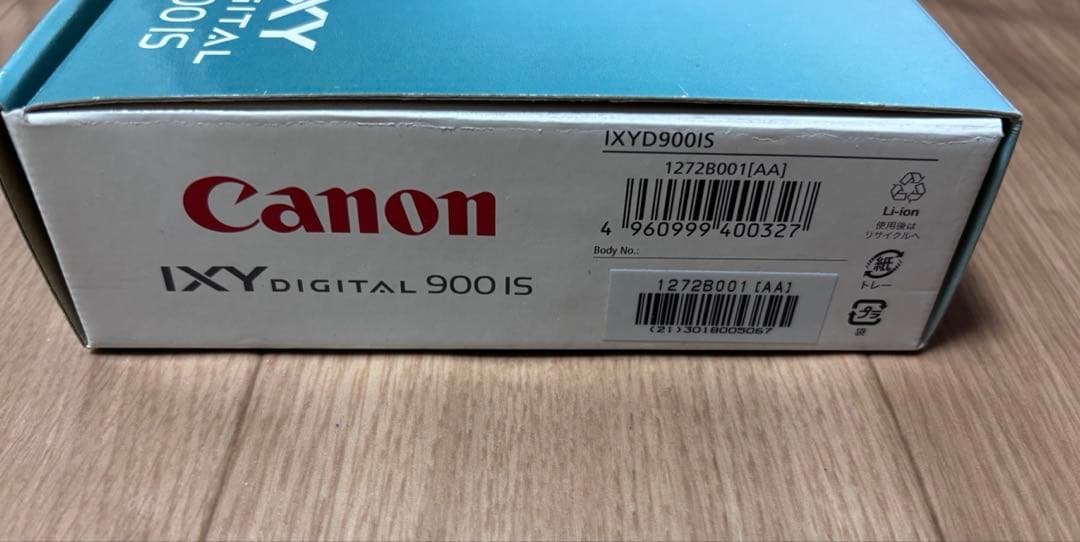 IXY
DIGITAL
900 IS
Canon
IXY DIGITAL 900 IS
IXYD900IS
1272B001[AA]
4 960999 400327
Body No.:
1272B001 [AA]
(21)3018005067
Li-ion
使用後は
リサイクルへ
紙
トレー
プラ
袋